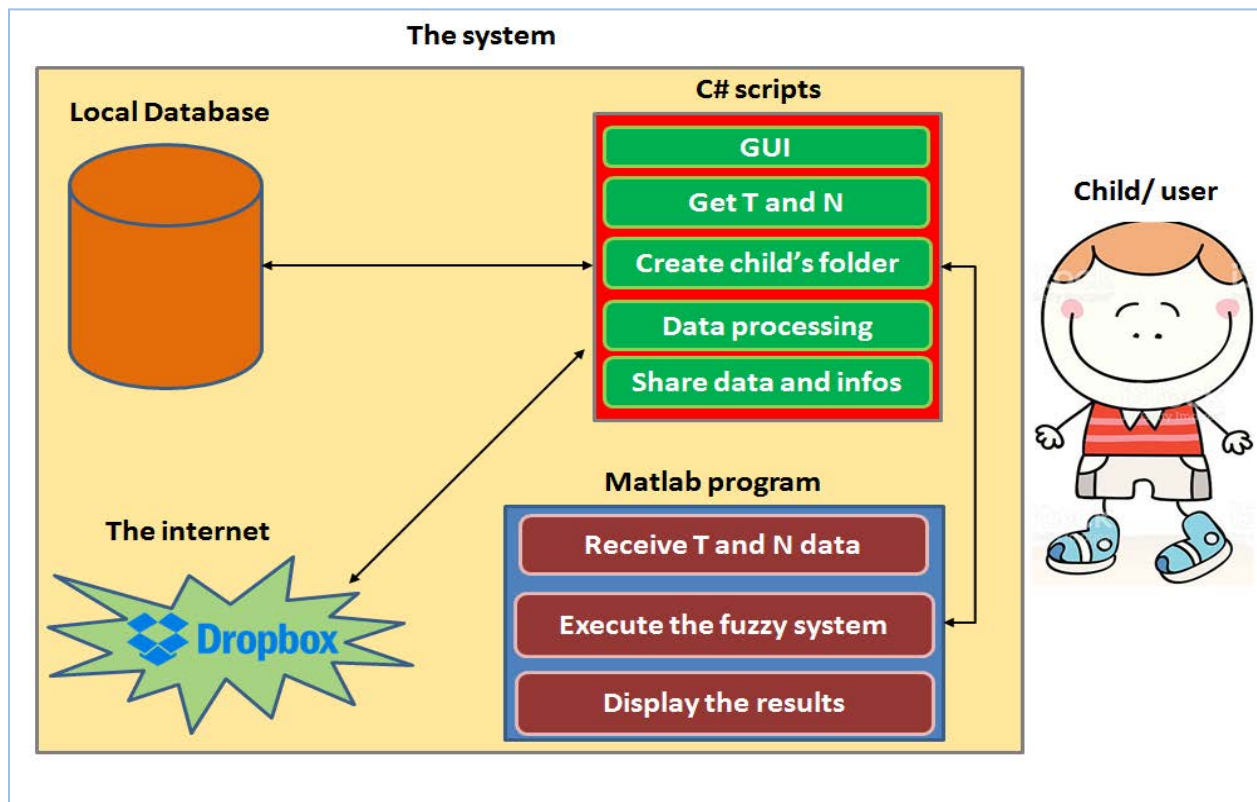 The system
Local Database
C# scripts
GUI
Get T and N
Create child's folder
Data processing
Share data and infos
Child/ user
Matlab program
Receive T and N data
Execute the fuzzy system
Display the results
The internet
Dropbox